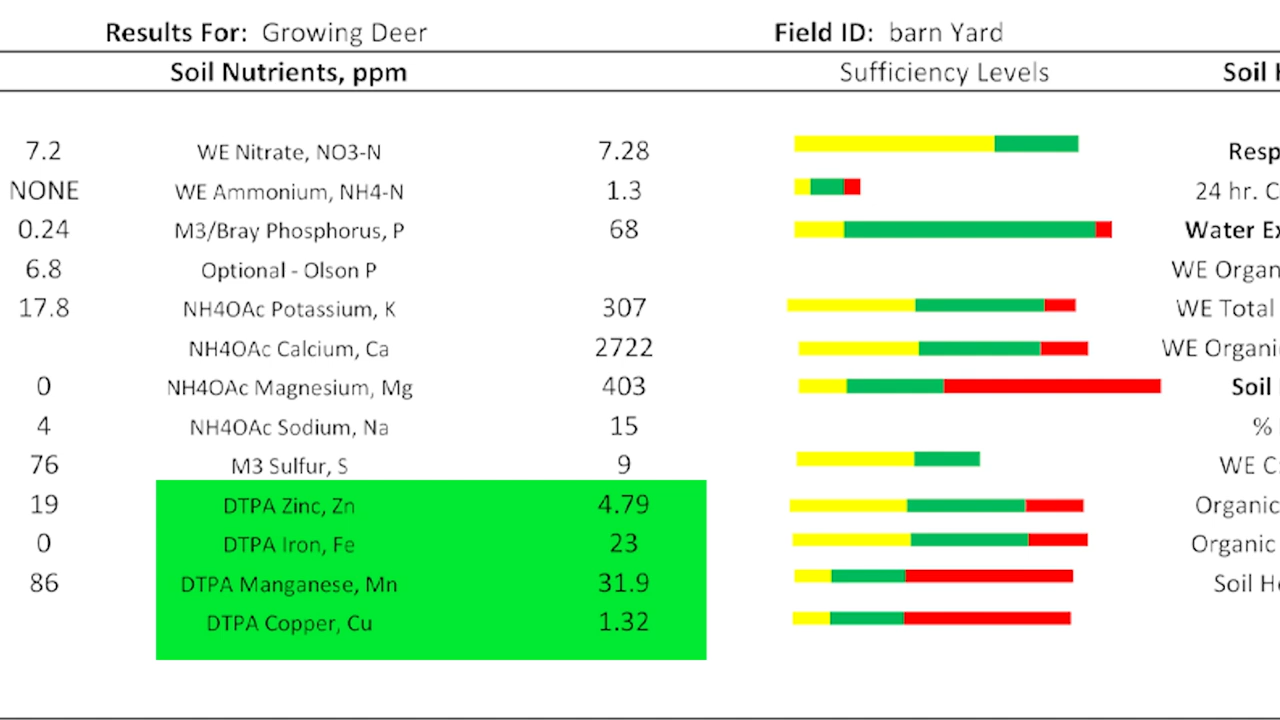 Results For: Growing Deer Field ID: barn Yard
Soil Nutrients, ppm Sufficiency Levels Soil
7.2 WE Nitrate, NO3-N 7.28 Resp
NONE WE Ammonium, NH4-N 1.3 24 hr. C
0.24 M3/Bray Phosphorus, P 68 Water Ex
6.8 Optional - Olson P WE Organ
17.8 NH4OAc Potassium, K 307 WE Total
NH4OAc Calcium, Ca 2722 WE Organi
0 NH4OAc Magnesium, Mg 403 Soil
4 NH4OAc Sodium, Na 15 %
76 M3 Sulfur, S 9 WE C
19 DTPA Zinc, Zn 4.79 Organic
0 DTPA Iron, Fe 23 Organic
86 DTPA Manganese, Mn 31.9 Soil He
DTPA Copper, Cu 1.32